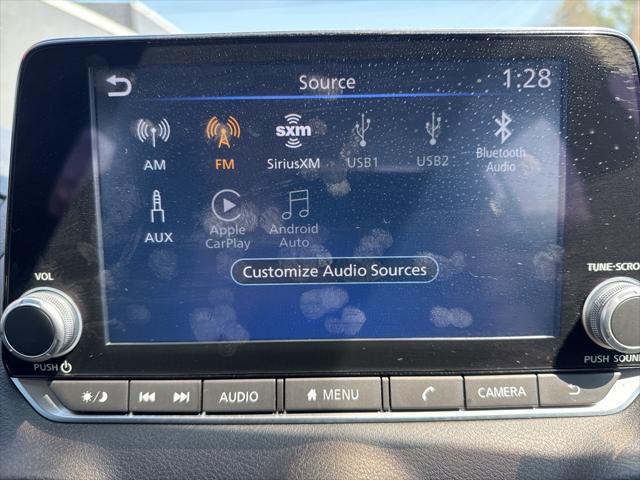 Source
1:28
AM
FM
sxm
SiriusXM
USB1
USB2
Bluetooth
Audio
AUX
Apple
CarPlay
Android
Auto
Customize Audio Sources
VOL
PUSH
TUNE·SCRO
PUSH SOUN
AUDIO
MENU
CAMERA